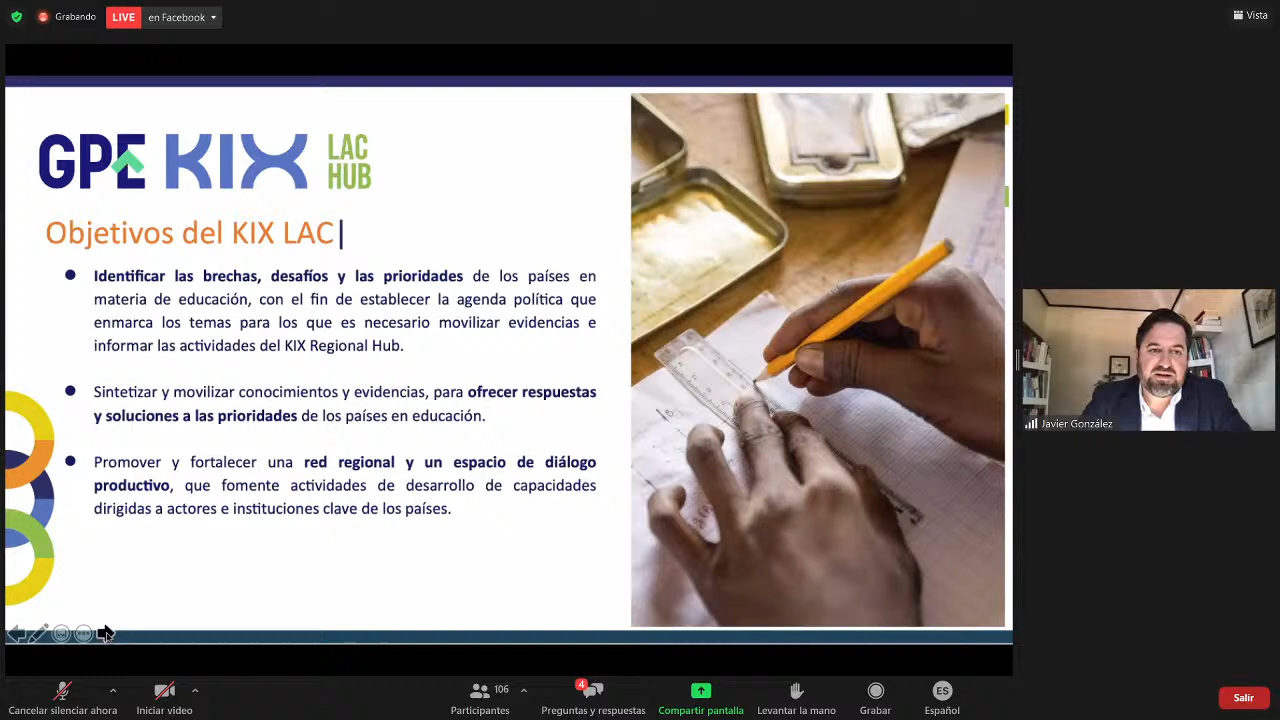 Grabando
LIVE
en Facebook
Vista
GPE KIX LAC HUB
Objetivos del KIX LAC
Identificar las brechas, desafíos y las prioridades de los países en
materia de educación, con el fin de establecer la agenda política que
enmarca los temas para los que es necesario movilizar evidencias e
informar las actividades del KIX Regional Hub.
Sintetizar y movilizar conocimientos y evidencias, para ofrecer respuestas
y soluciones a las prioridades de los países en educación.
Promover y fortalecer una red regional y un espacio de diálogo
productivo, que fomente actividades de desarrollo de capacidades
dirigidas a actores e instituciones clave de los países.
Javier González
Cancelar silenciar ahora
Iniciar video
106
Participantes
4
Preguntas y respuestas
Compartir pantalla
Levantar la mano
Grabar
ES
Español
Salir